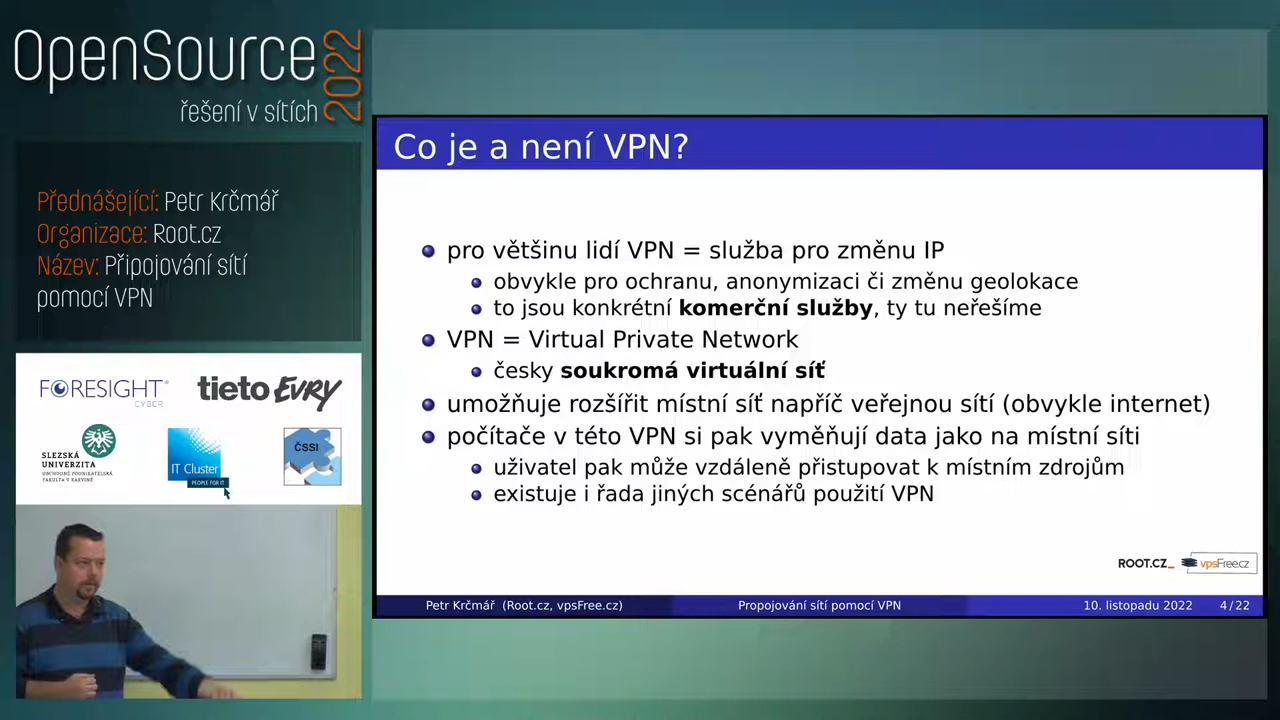 OpenSource
2022
řešení v sítích
Přednášející: Petr Krčmář
Organizace: Root.cz
Název: Připojování sítí
pomocí VPN
FORESIGHT
CYBER
tieto EVRY
SLEZSKÁ
UNIVERZITA
OBCHODNĚ PODNIKATELSKÁ
FAKULTA V KARVINÉ
IT Cluster
PEOPLE FOR IT
ČSSI
Co je a není VPN?
pro většinu lidí VPN = služba pro změnu IP
obvykle pro ochranu, anonymizaci či změnu geolokace
to jsou konkrétní komerční služby, ty tu neřešíme
VPN = Virtual Private Network
česky soukromá virtuální síť
umožňuje rozšířit místní síť napříč veřejnou sítí (obvykle internet)
počítače v této VPN si pak vyměňují data jako na místní síti
uživatel pak může vzdáleně přistupovat k místním zdrojům
existuje i řada jiných scénářů použití VPN
ROOT.CZ_ vpsFree.cz
Petr Krčmář (Root.cz, vpsFree.cz) Propojování sítí pomocí VPN 10. listopadu 2022 4/22